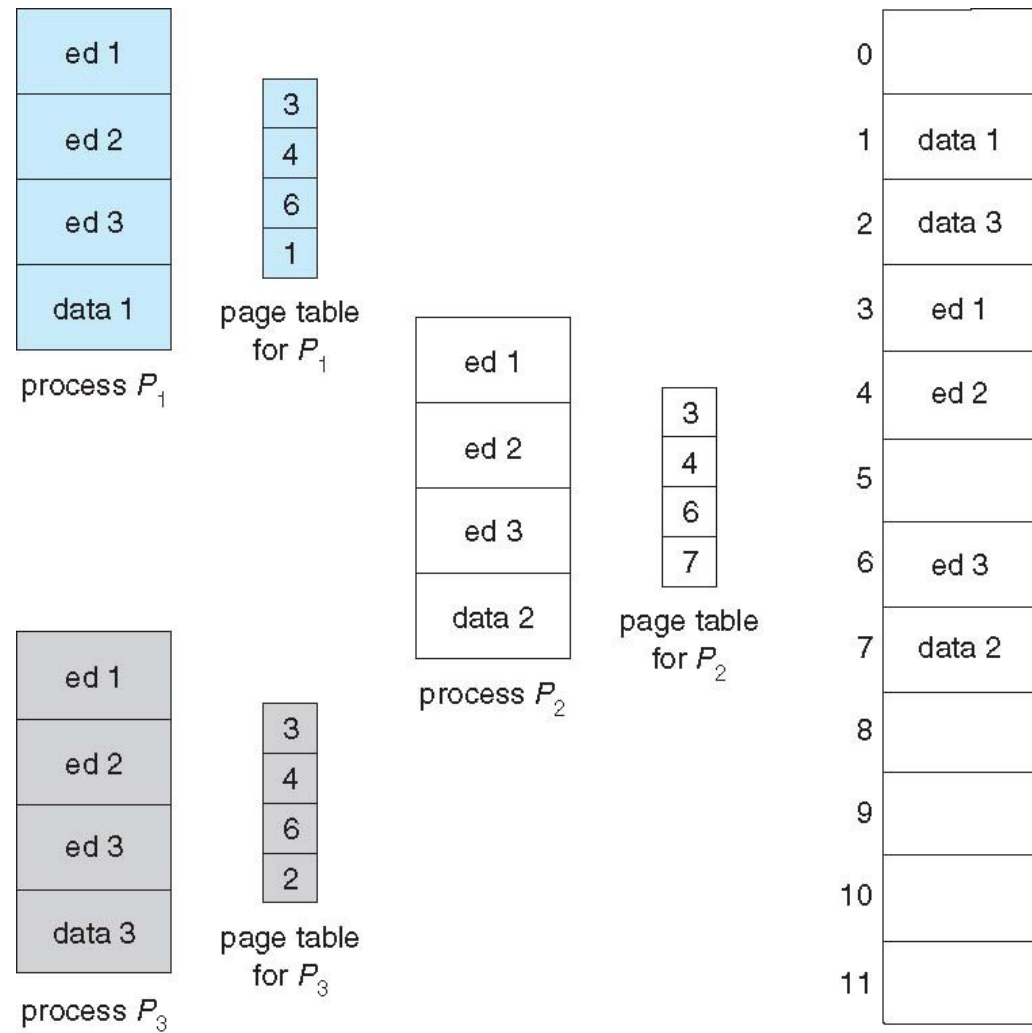 ed 1
ed 2
ed 3
data 1
process P1
3
4
6
1
page table
for P1
ed 1
ed 2
ed 3
data 2
process P2
3
4
6
7
page table
for P2
ed 1
ed 2
ed 3
data 3
process P3
3
4
6
2
page table
for P3
0
1 data 1
2 data 3
3 ed 1
4 ed 2
5
6 ed 3
7 data 2
8
9
10
11